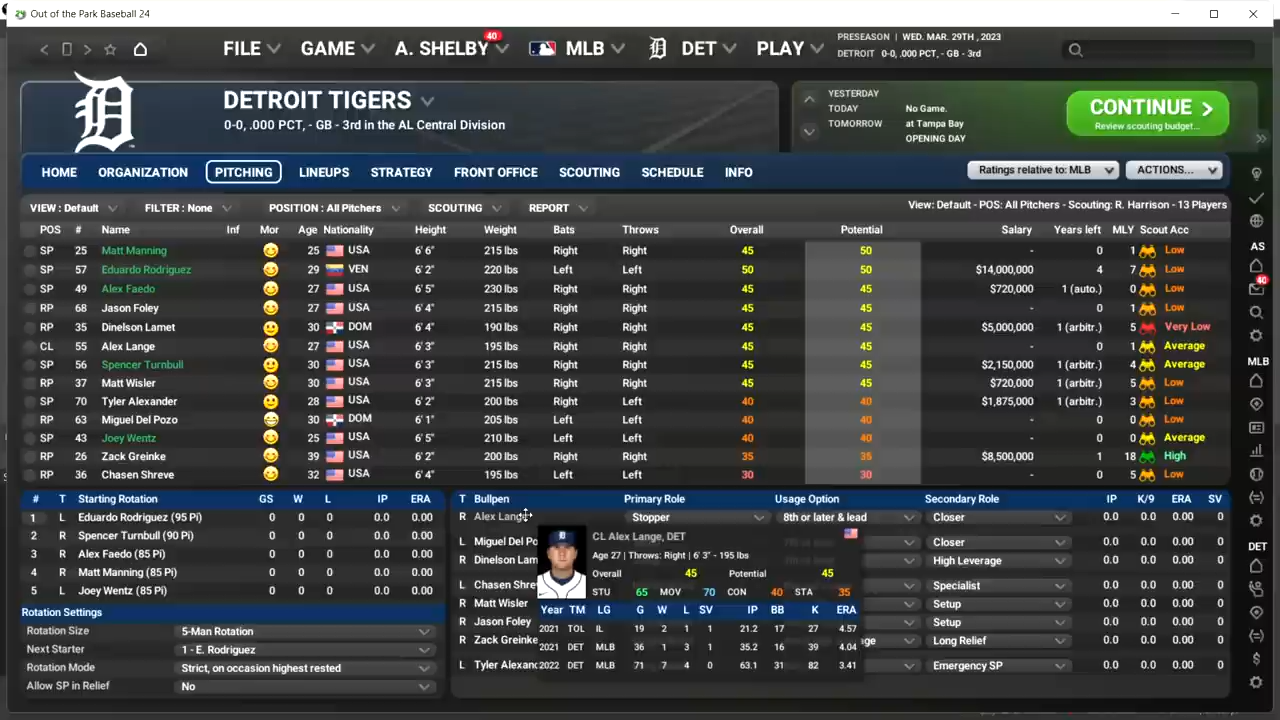 Out of the Park Baseball 24
FILE GAME A. SHELBY 40 MLB DET PLAY
PRESEASON | WED. MAR. 29TH , 2023
DETROIT 0-0, .000 PCT, - GB - 3rd
DETROIT TIGERS
0-0, .000 PCT, - GB - 3rd in the AL Central Division
YESTERDAY
TODAY No Game.
TOMORROW at Tampa Bay
OPENING DAY
CONTINUE
Review scouting budget...
HOME ORGANIZATION PITCHING LINEUPS STRATEGY FRONT OFFICE SCOUTING SCHEDULE INFO Ratings relative to: MLB ACTIONS...
VIEW : Default FILTER : None POSITION : All Pitchers SCOUTING REPORT View: Default - POS: All Pitchers - Scouting: R. Harrison - 13 Players
POS # Name Inf Mor Age Nationality Height Weight Bats Throws Overall Potential Salary Years left MLY Scout Acc
SP 25 Matt Manning 25 USA 6' 6" 215 lbs Right Right 45 50 - 0 1 Low
SP 57 Eduardo Rodriguez 29 VEN 6' 2" 220 lbs Left Left 50 50 $14,000,000 4 7 Low
SP 49 Alex Faedo 27 USA 6' 5" 230 lbs Right Right 45 45 $720,000 1 (auto.) 0 Low
RP 68 Jason Foley 27 USA 6' 4" 215 lbs Right Right 45 45 - 0 1 Low
RP 35 Dinelson Lamet 30 DOM 6' 4" 190 lbs Right Right 45 45 $5,000,000 1 (arbitr.) 5 Very Low
CL 55 Alex Lange 27 USA 6' 3" 195 lbs Right Right 45 45 - 0 1 Average
SP 56 Spencer Turnbull 30 USA 6' 3" 215 lbs Right Right 45 45 $2,150,000 1 (arbitr.) 4 Average
RP 37 Matt Wisler 30 USA 6' 3" 215 lbs Right Right 45 45 $720,000 1 (arbitr.) 5 Low
SP 70 Tyler Alexander 28 USA 6' 2" 200 lbs Right Left 40 40 $1,875,000 1 (arbitr.) 3 Low
RP 63 Miguel Del Pozo 30 DOM 6' 1" 205 lbs Left Left 40 40 - 0 0 Low
SP 43 Joey Wentz 25 USA 6' 5" 210 lbs Left Left 40 40 - 0 0 Average
RP 26 Zack Greinke 39 USA 6' 2" 200 lbs Right Right 35 35 $8,500,000 1 18 High
RP 36 Chasen Shreve 32 USA 6' 4" 195 lbs Left Left 30 30 - 0 5 Low
# T Starting Rotation GS W L IP ERA
1 L Eduardo Rodriguez (95 Pi) 0 0 0 0.0 0.00
2 R Spencer Turnbull (90 Pi) 0 0 0 0.0 0.00
3 R Alex Faedo (85 Pi) 0 0 0 0.0 0.00
4 R Matt Manning (85 Pi) 0 0 0 0.0 0.00
5 L Joey Wentz (85 Pi) 0 0 0 0.0 0.00
Rotation Settings
Rotation Size 5-Man Rotation
Next Starter 1 - E. Rodriguez
Rotation Mode Strict, on occasion highest rested
Allow SP in Relief No
T Bullpen Primary Role Usage Option Secondary Role IP K/9 ERA SV
R Alex Lange Stopper 8th or later & lead Closer 0.0 0.0 0.00 0
L Miguel Del Po Closer 0.0 0.0 0.00 0
R Dinelson Lam High Leverage 0.0 0.0 0.00 0
L Chasen Shre Specialist 0.0 0.0 0.00 0
R Matt Wisler Setup 0.0 0.0 0.00 0
R Jason Foley Setup 0.0 0.0 0.00 0
R Zack Greinke age Long Relief 0.0 0.0 0.00 0
L Tyler Alexand Emergency SP 0.0 0.0 0.00 0
CL Alex Lange, DET
Age 27 | Throws: Right | 6' 3" - 195 lbs
Overall 45 Potential 45
STU 65 MOV 70 CON 40 STA 35
Year TM LG G W L SV IP BB K ERA
2021 TOL IL 19 2 1 1 21.2 17 27 4.57
2021 DET MLB 36 1 3 1 35.2 16 39 4.04
2022 DET MLB 71 7 4 0 63.1 31 82 3.41
AS
40
MLB
DET